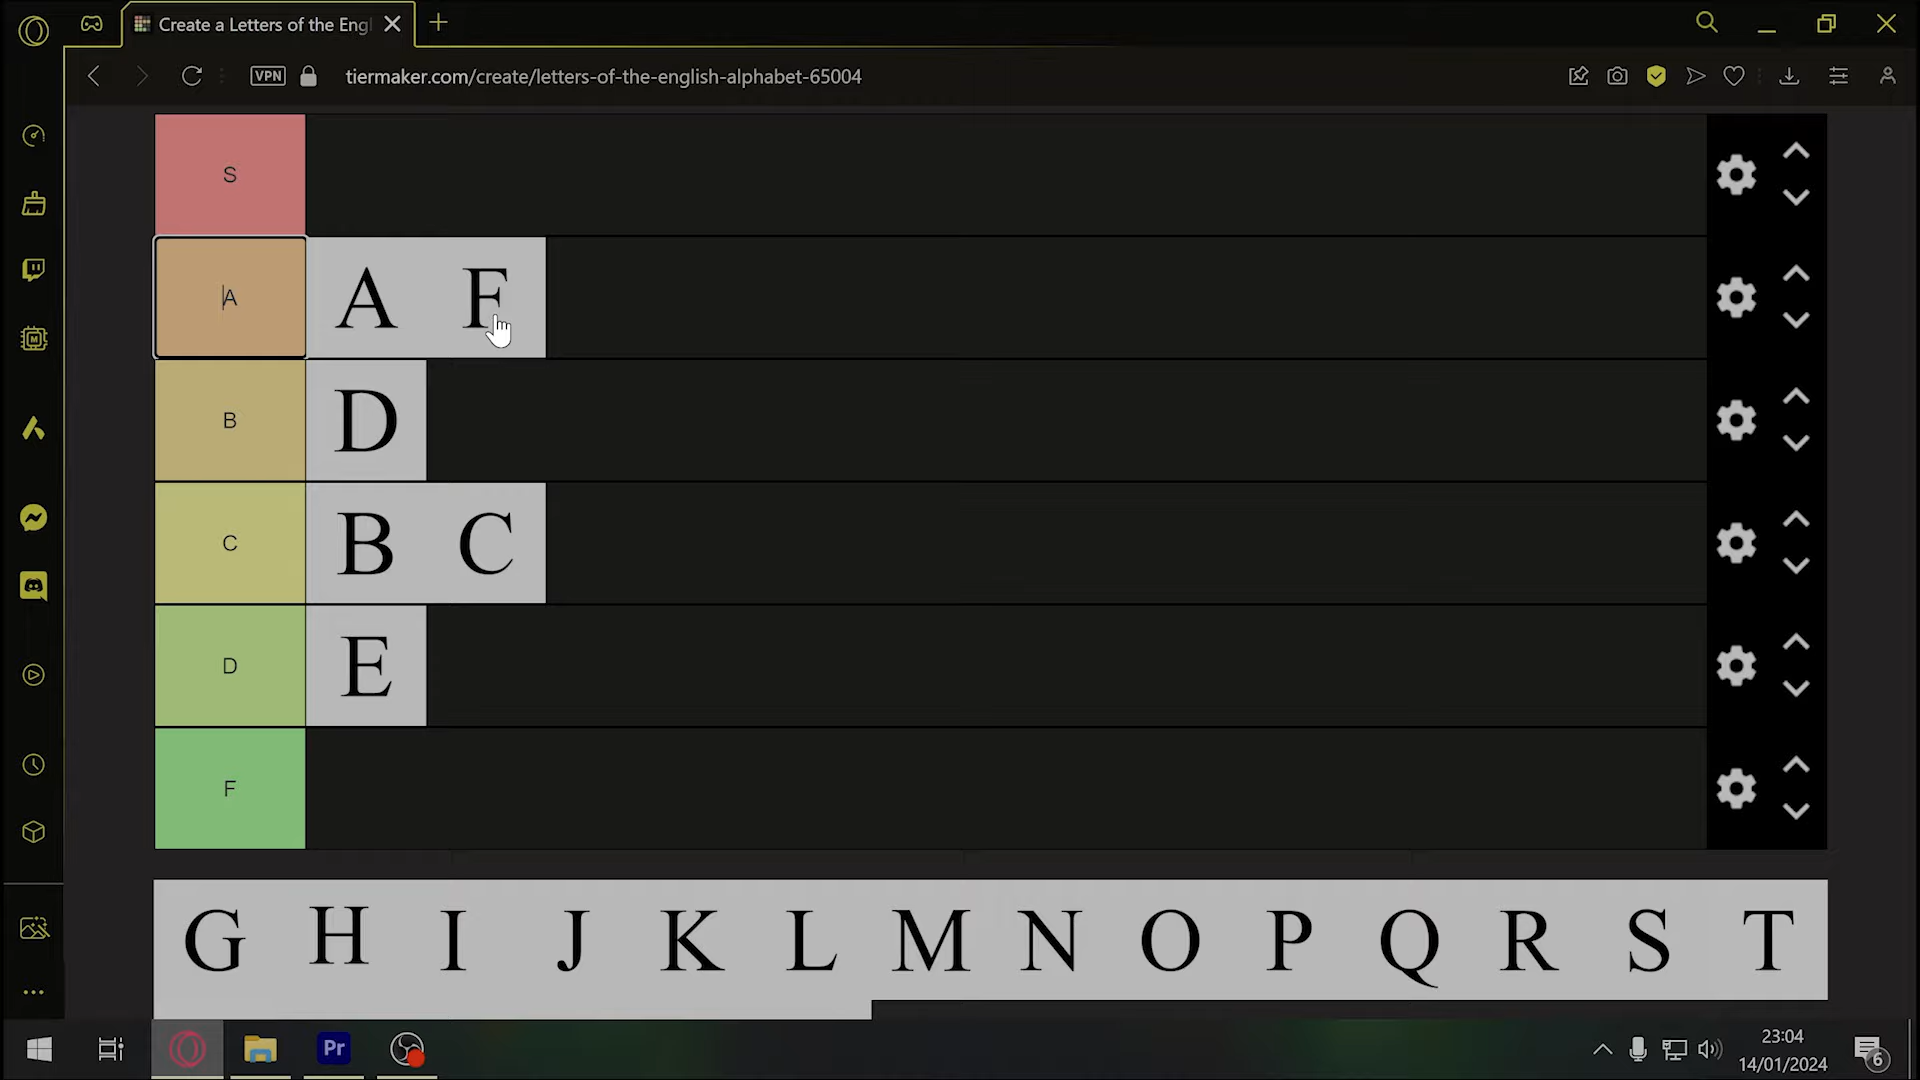 Create a Letters of the Engl
VPN
tiermaker.com/create/letters-of-the-english-alphabet-65004
S
A A F
B D
C B C
D E
F
G H I J K L M N O P Q R S T
Pr
23:04
14/01/2024
6